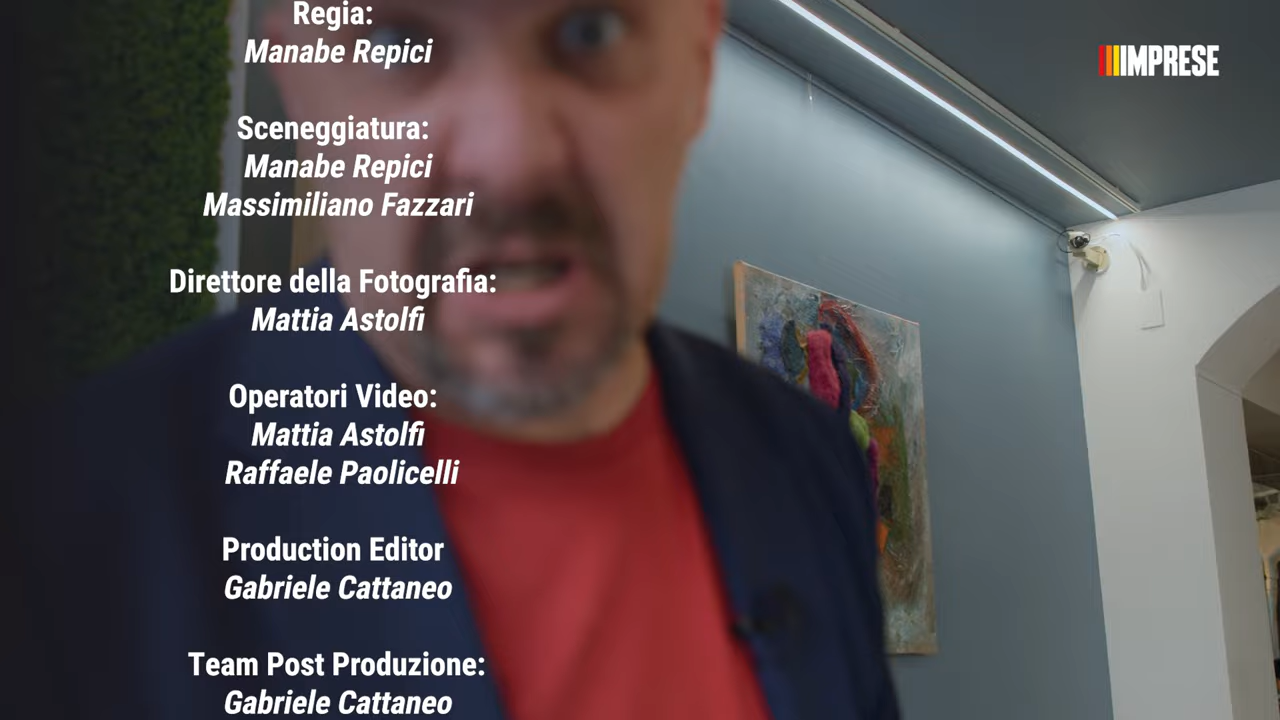 Regia:
Manabe Repici
Sceneggiatura:
Manabe Repici
Massimiliano Fazzari
Direttore della Fotografia:
Mattia Astolfi
Operatori Video:
Mattia Astolfi
Raffaele Paolicelli
Production Editor
Gabriele Cattaneo
Team Post Produzione:
Gabriele Cattaneo
IMPRESE